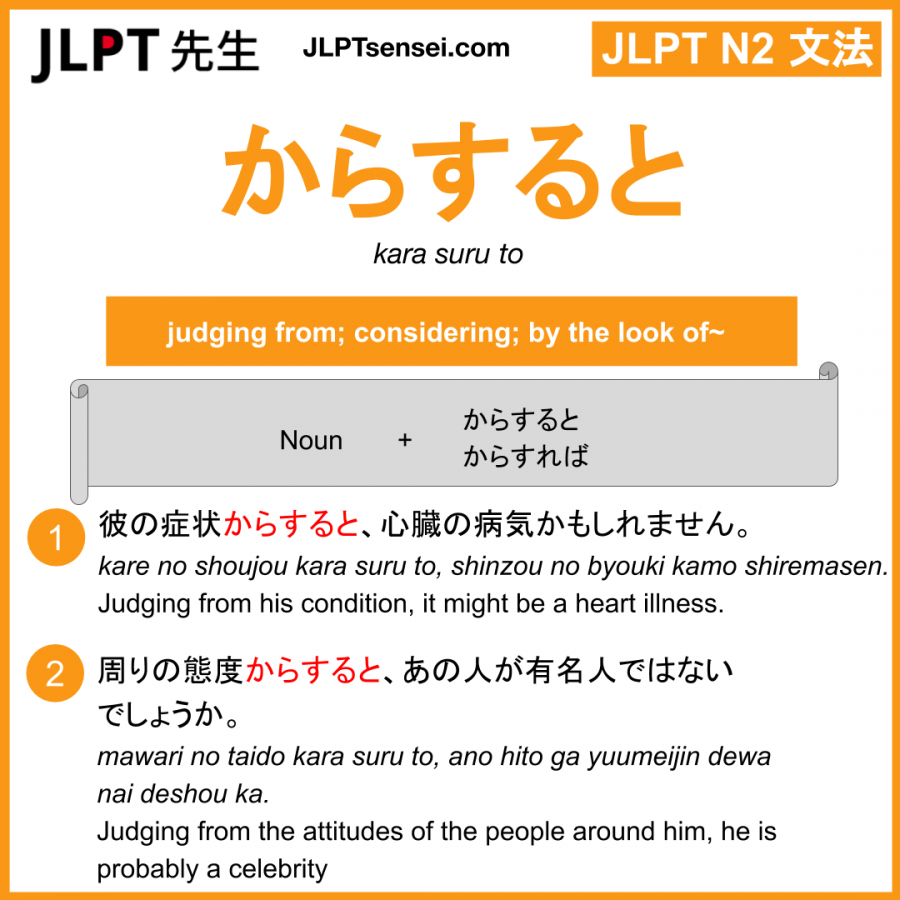 JLPT 先生
JLPTsensei.com
JLPT N2 文法
からすると
kara suru to
judging from; considering; by the look of~
Noun + からすると
からすれば
1 彼の症状からすると、心臓の病気かもしれません。
kare no shoujou kara suru to, shinzou no byouki kamo shiremasen.
Judging from his condition, it might be a heart illness.
2 周りの態度からすると、あの人が有名人ではない
でしょうか。
mawari no taido kara suru to, ano hito ga yuumeijin dewa
nai deshou ka.
Judging from the attitudes of the people around him, he is
probably a celebrity